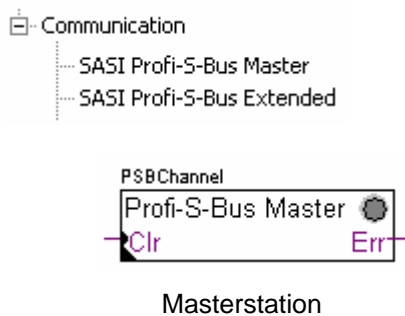 Communication
SASI Profi-S-Bus Master
SASI Profi-S-Bus Extended
PSBChannel
Profi-S-Bus Master
Clr Err
Masterstation